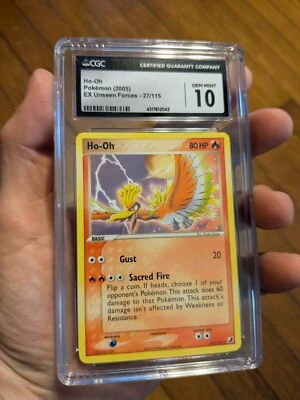 CGC
CERTIFIED GUARANTY COMPANY
Ho-Oh
Pokémon (2005)
EX Unseen Forces - 27/115
GEM MINT
10
Ho-Oh
80 HP
BASIC
Gust 20
Sacred Fire
Flip a coin. If heads, choose 1 of your
opponent's Pokémon. This attack does 60
damage to that Pokémon. This attack's
damage isn't affected by Weakness or
Resistance.